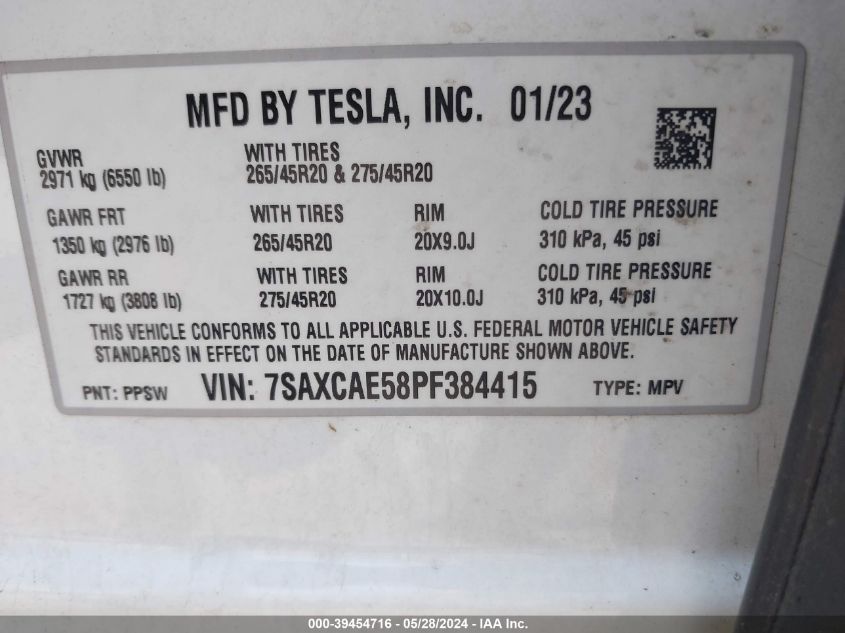 MFD BY TESLA, INC. 01/23
GVWR WITH TIRES
2971 kg (6550 lb) 265/45R20 & 275/45R20
GAWR FRT WITH TIRES RIM COLD TIRE PRESSURE
1350 kg (2976 lb) 265/45R20 20X9.0J 310 kPa, 45 psi
GAWR RR WITH TIRES RIM COLD TIRE PRESSURE
1727 kg (3808 lb) 275/45R20 20X10.0J 310 kPa, 45 psi
THIS VEHICLE CONFORMS TO ALL APPLICABLE U.S. FEDERAL MOTOR VEHICLE SAFETY
STANDARDS IN EFFECT ON THE DATE OF MANUFACTURE SHOWN ABOVE.
PNT: PPSW VIN: 7SAXCAE58PF384415 TYPE: MPV
000-39454716 - 05/28/2024 - IAA Inc.